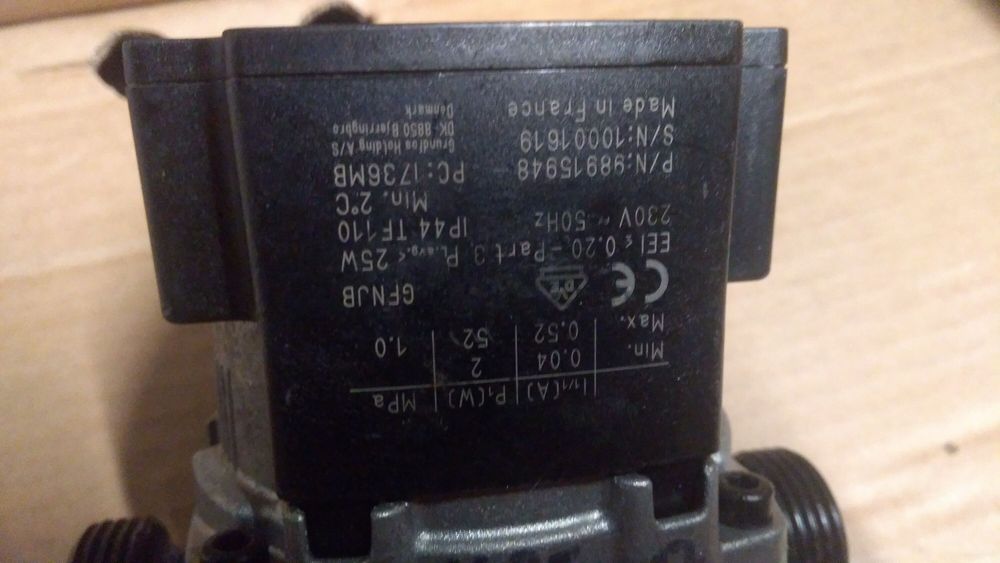 I1/1(A) P1(W) MPa
Min. 0.04 2
Max. 0.52 52 1.0
CE GFNJB
EEI ≤ 0.20 -Part 3 PL,avg.< 25W
230V ~ 50Hz IP44 TF110
Min. 2°C
P/N:98915948 PC:1736MB
S/N:10001619 Grundfos Holding A/S
DK- 8850 Bjerringbro
Made in France Denmark